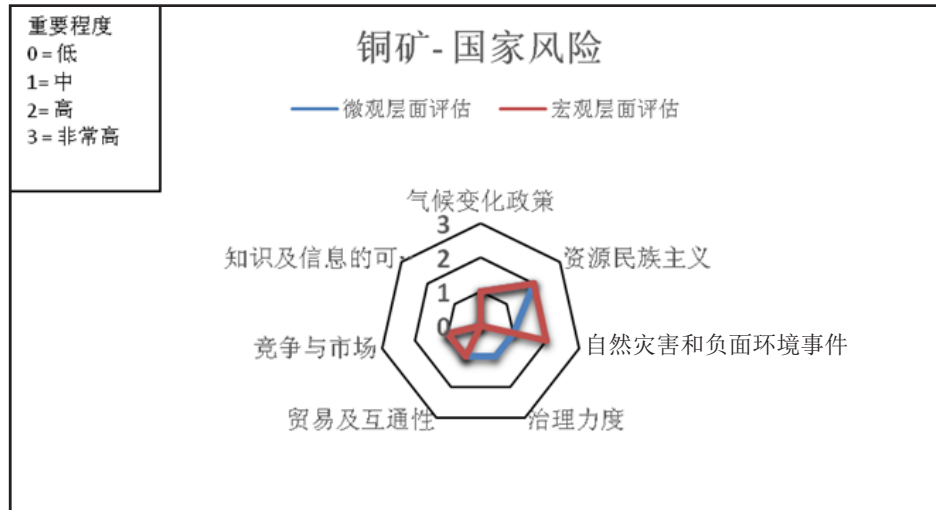 重要程度
0 = 低
1= 中
2= 高
3 = 非常高
铜矿- 国家风险
微观层面评估
宏观层面评估
气候变化政策
3
知识及信息的可…
资源民族主义
2
1
0
竞争与市场
自然灾害和负面环境事件
贸易及互通性
治理力度